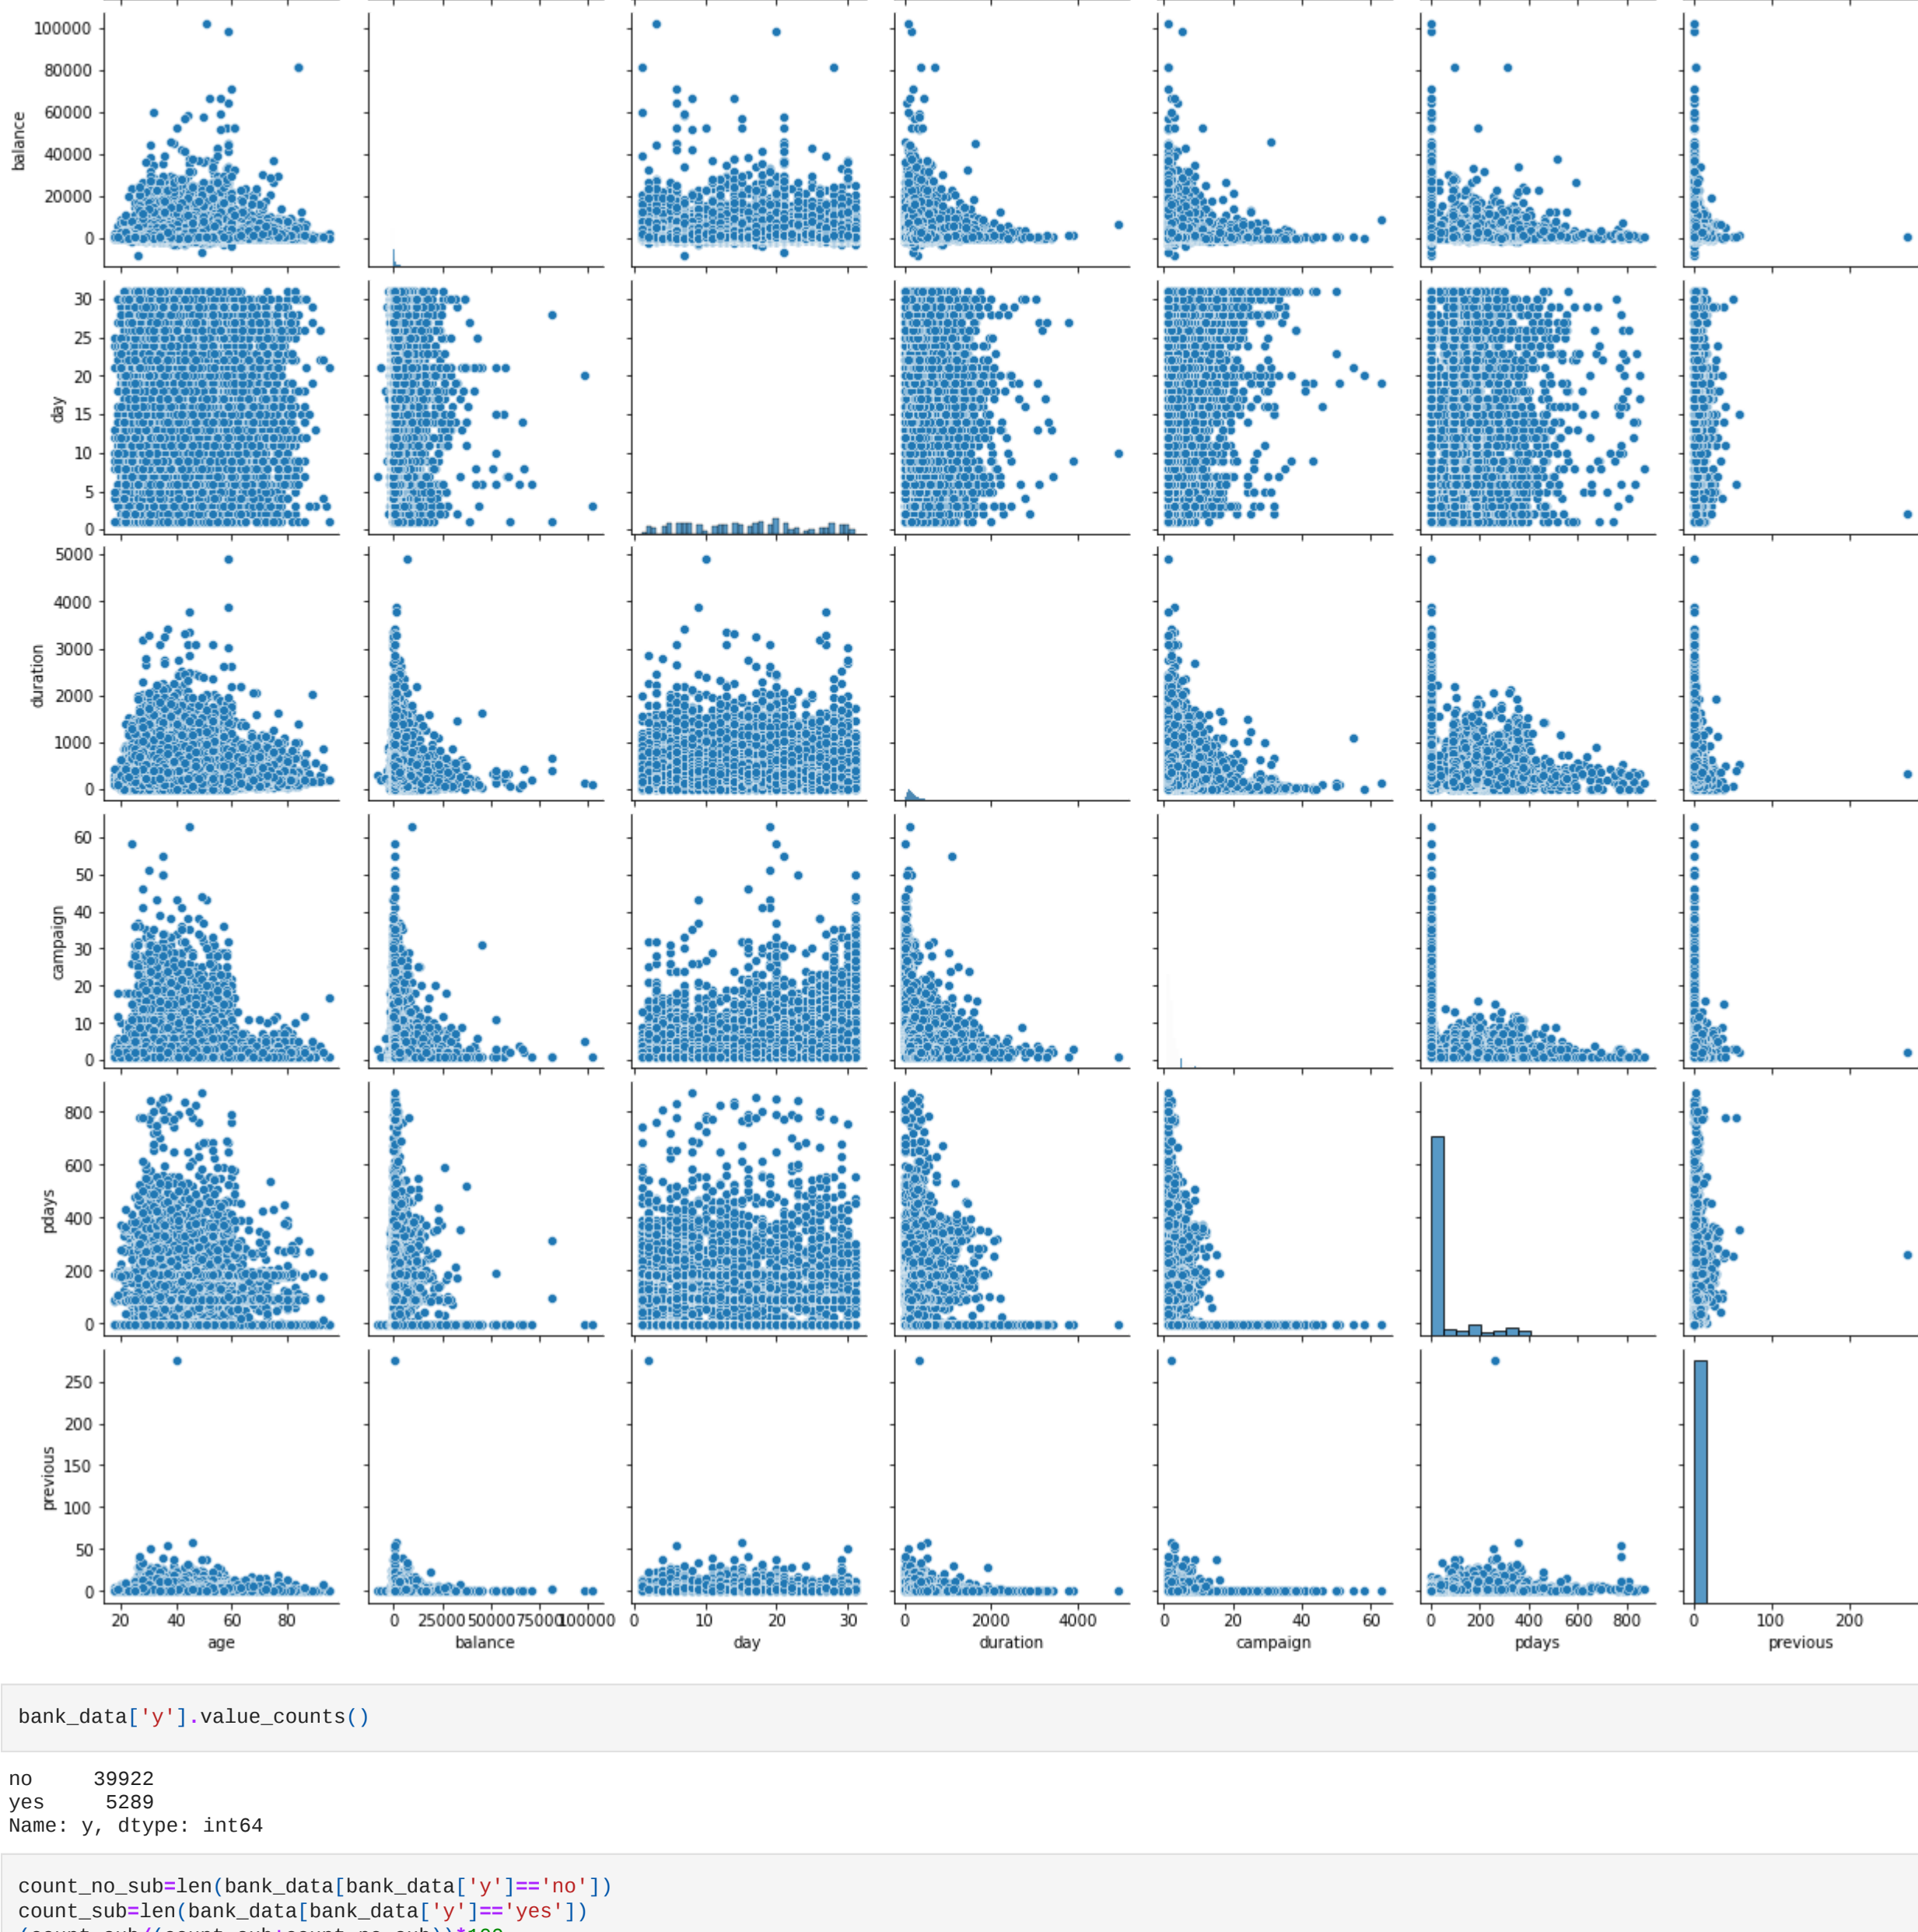 100000
80000
60000
40000
20000
0
balance
30
25
20
15
10
5
0
day
5000
4000
3000
2000
1000
0
duration
60
50
40
30
20
10
0
campaign
800
600
400
200
0
pdays
250
200
150
100
50
0
previous
20 40 60 80 0 25000 50000 75000 100000 0 10 20 30 0 2000 4000 0 20 40 60 0 200 400 600 800 0 100 200
age balance day duration campaign pdays previous
bank_data['y'].value_counts()
no 39922
yes 5289
Name: y, dtype: int64
count_no_sub=len(bank_data[bank_data['y']=='no'])
count_sub=len(bank_data[bank_data['y']=='yes'])